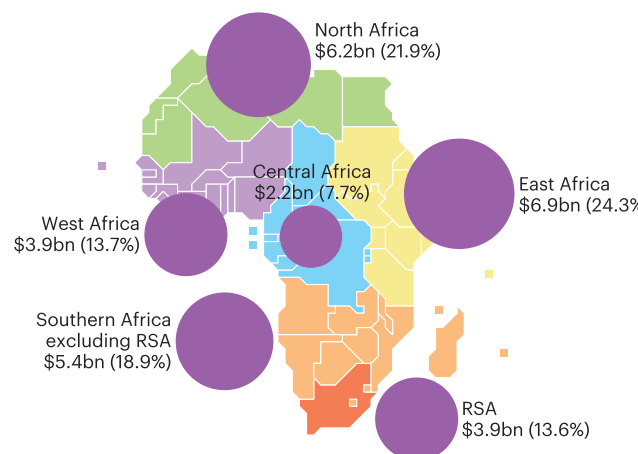 North Africa
$6.2bn (21.9%)
Central Africa
$2.2bn (7.7%)
East Africa
$6.9bn (24.3%
West Africa
$3.9bn (13.7%)
Southern Africa
excluding RSA
$5.4bn (18.9%)
RSA
$3.9bn (13.6%)